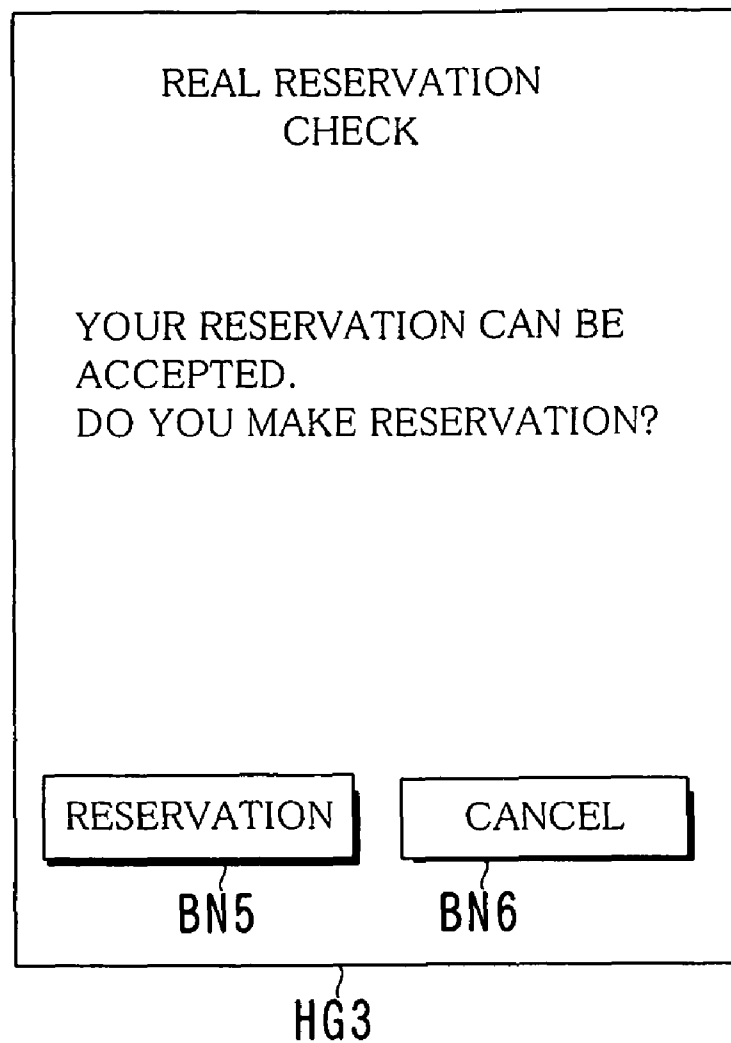 REAL RESERVATION
CHECK
YOUR RESERVATION CAN BE
ACCEPTED.
DO YOU MAKE RESERVATION?
RESERVATION
CANCEL
BN5
BN6
HG3